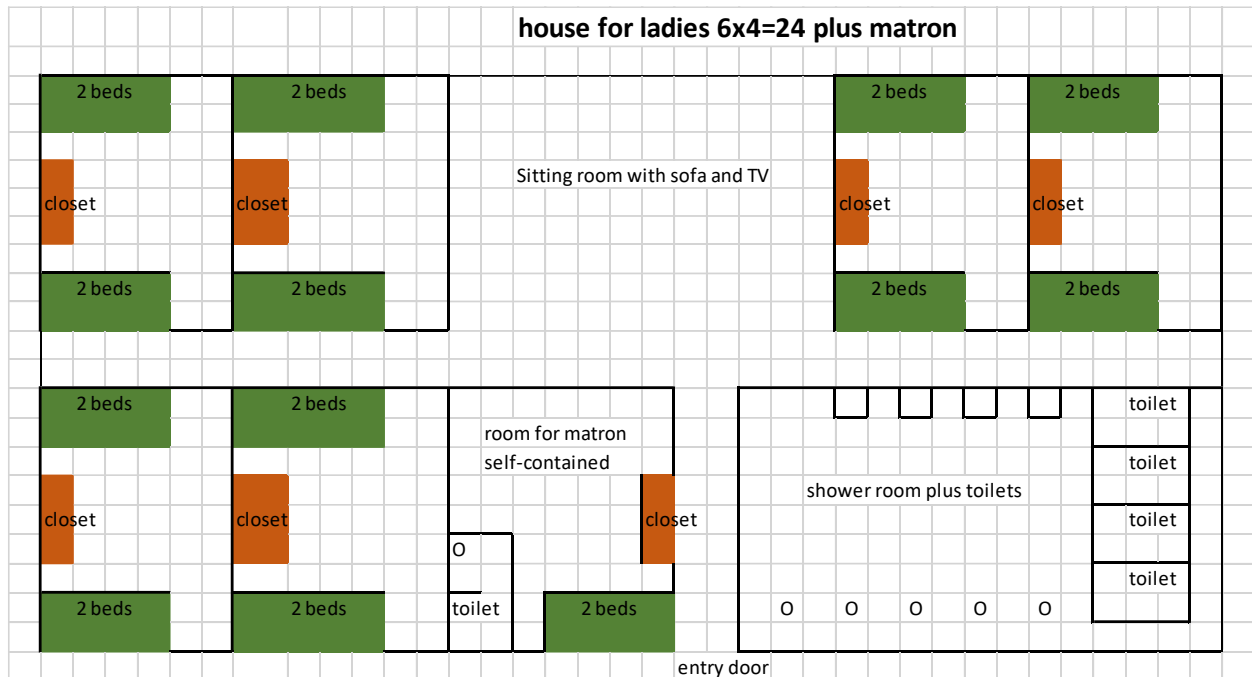 house for ladies 6x4=24 plus matron
2 beds
2 beds
2 beds
2 beds
closet
closet
Sitting room with sofa and TV
closet
closet
2 beds
2 beds
2 beds
2 beds
2 beds
2 beds
toilet
room for matron
self-contained
toilet
closet
closet
closet
shower room plus toilets
toilet
O
toilet
2 beds
2 beds
toilet
2 beds
O O O O O
entry door